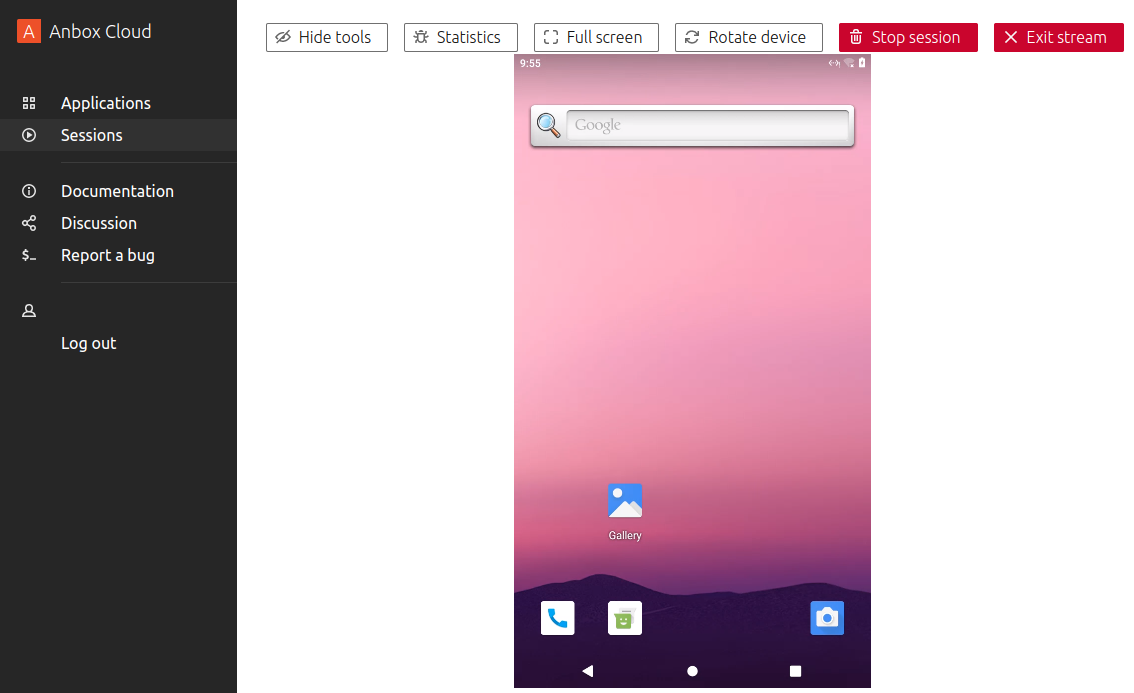 A Anbox Cloud
Applications
Sessions
Documentation
Discussion
$_ Report a bug
Log out
Hide tools
Statistics
Full screen
Rotate device
Stop session
Exit stream
9:55
Google
Gallery